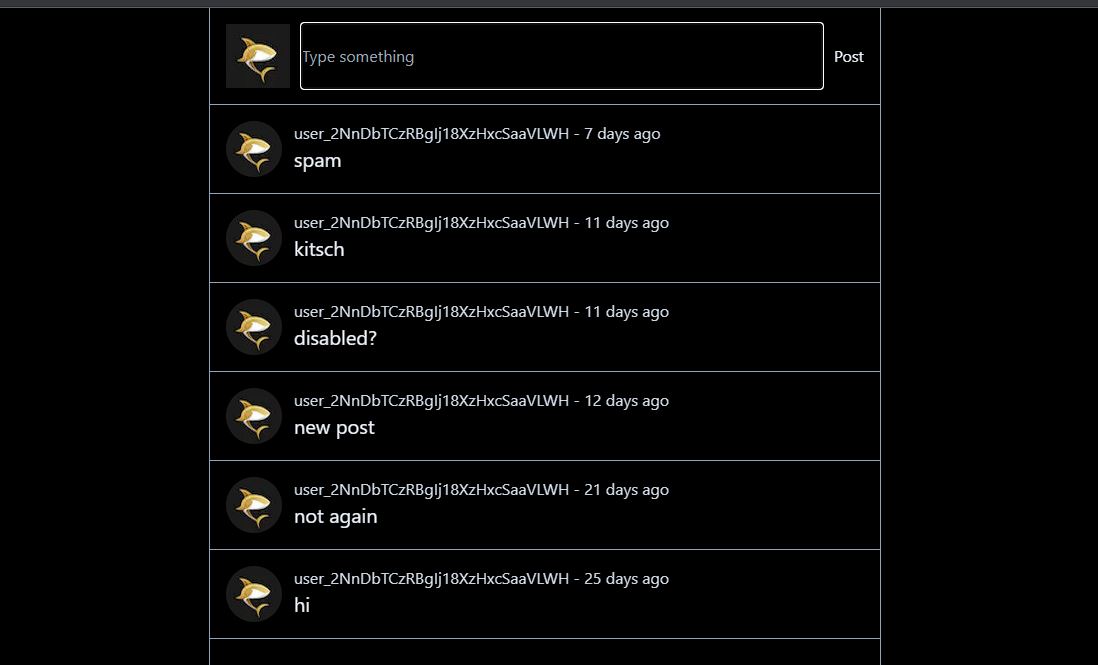 Type something
Post
user_2NnDbTCzRBgIj18XzHxcSaaVLWH - 7 days ago
spam
user_2NnDbTCzRBgIj18XzHxcSaaVLWH - 11 days ago
kitsch
user_2NnDbTCzRBgIj18XzHxcSaaVLWH - 11 days ago
disabled?
user_2NnDbTCzRBgIj18XzHxcSaaVLWH - 12 days ago
new post
user_2NnDbTCzRBgIj18XzHxcSaaVLWH - 21 days ago
not again
user_2NnDbTCzRBgIj18XzHxcSaaVLWH - 25 days ago
hi